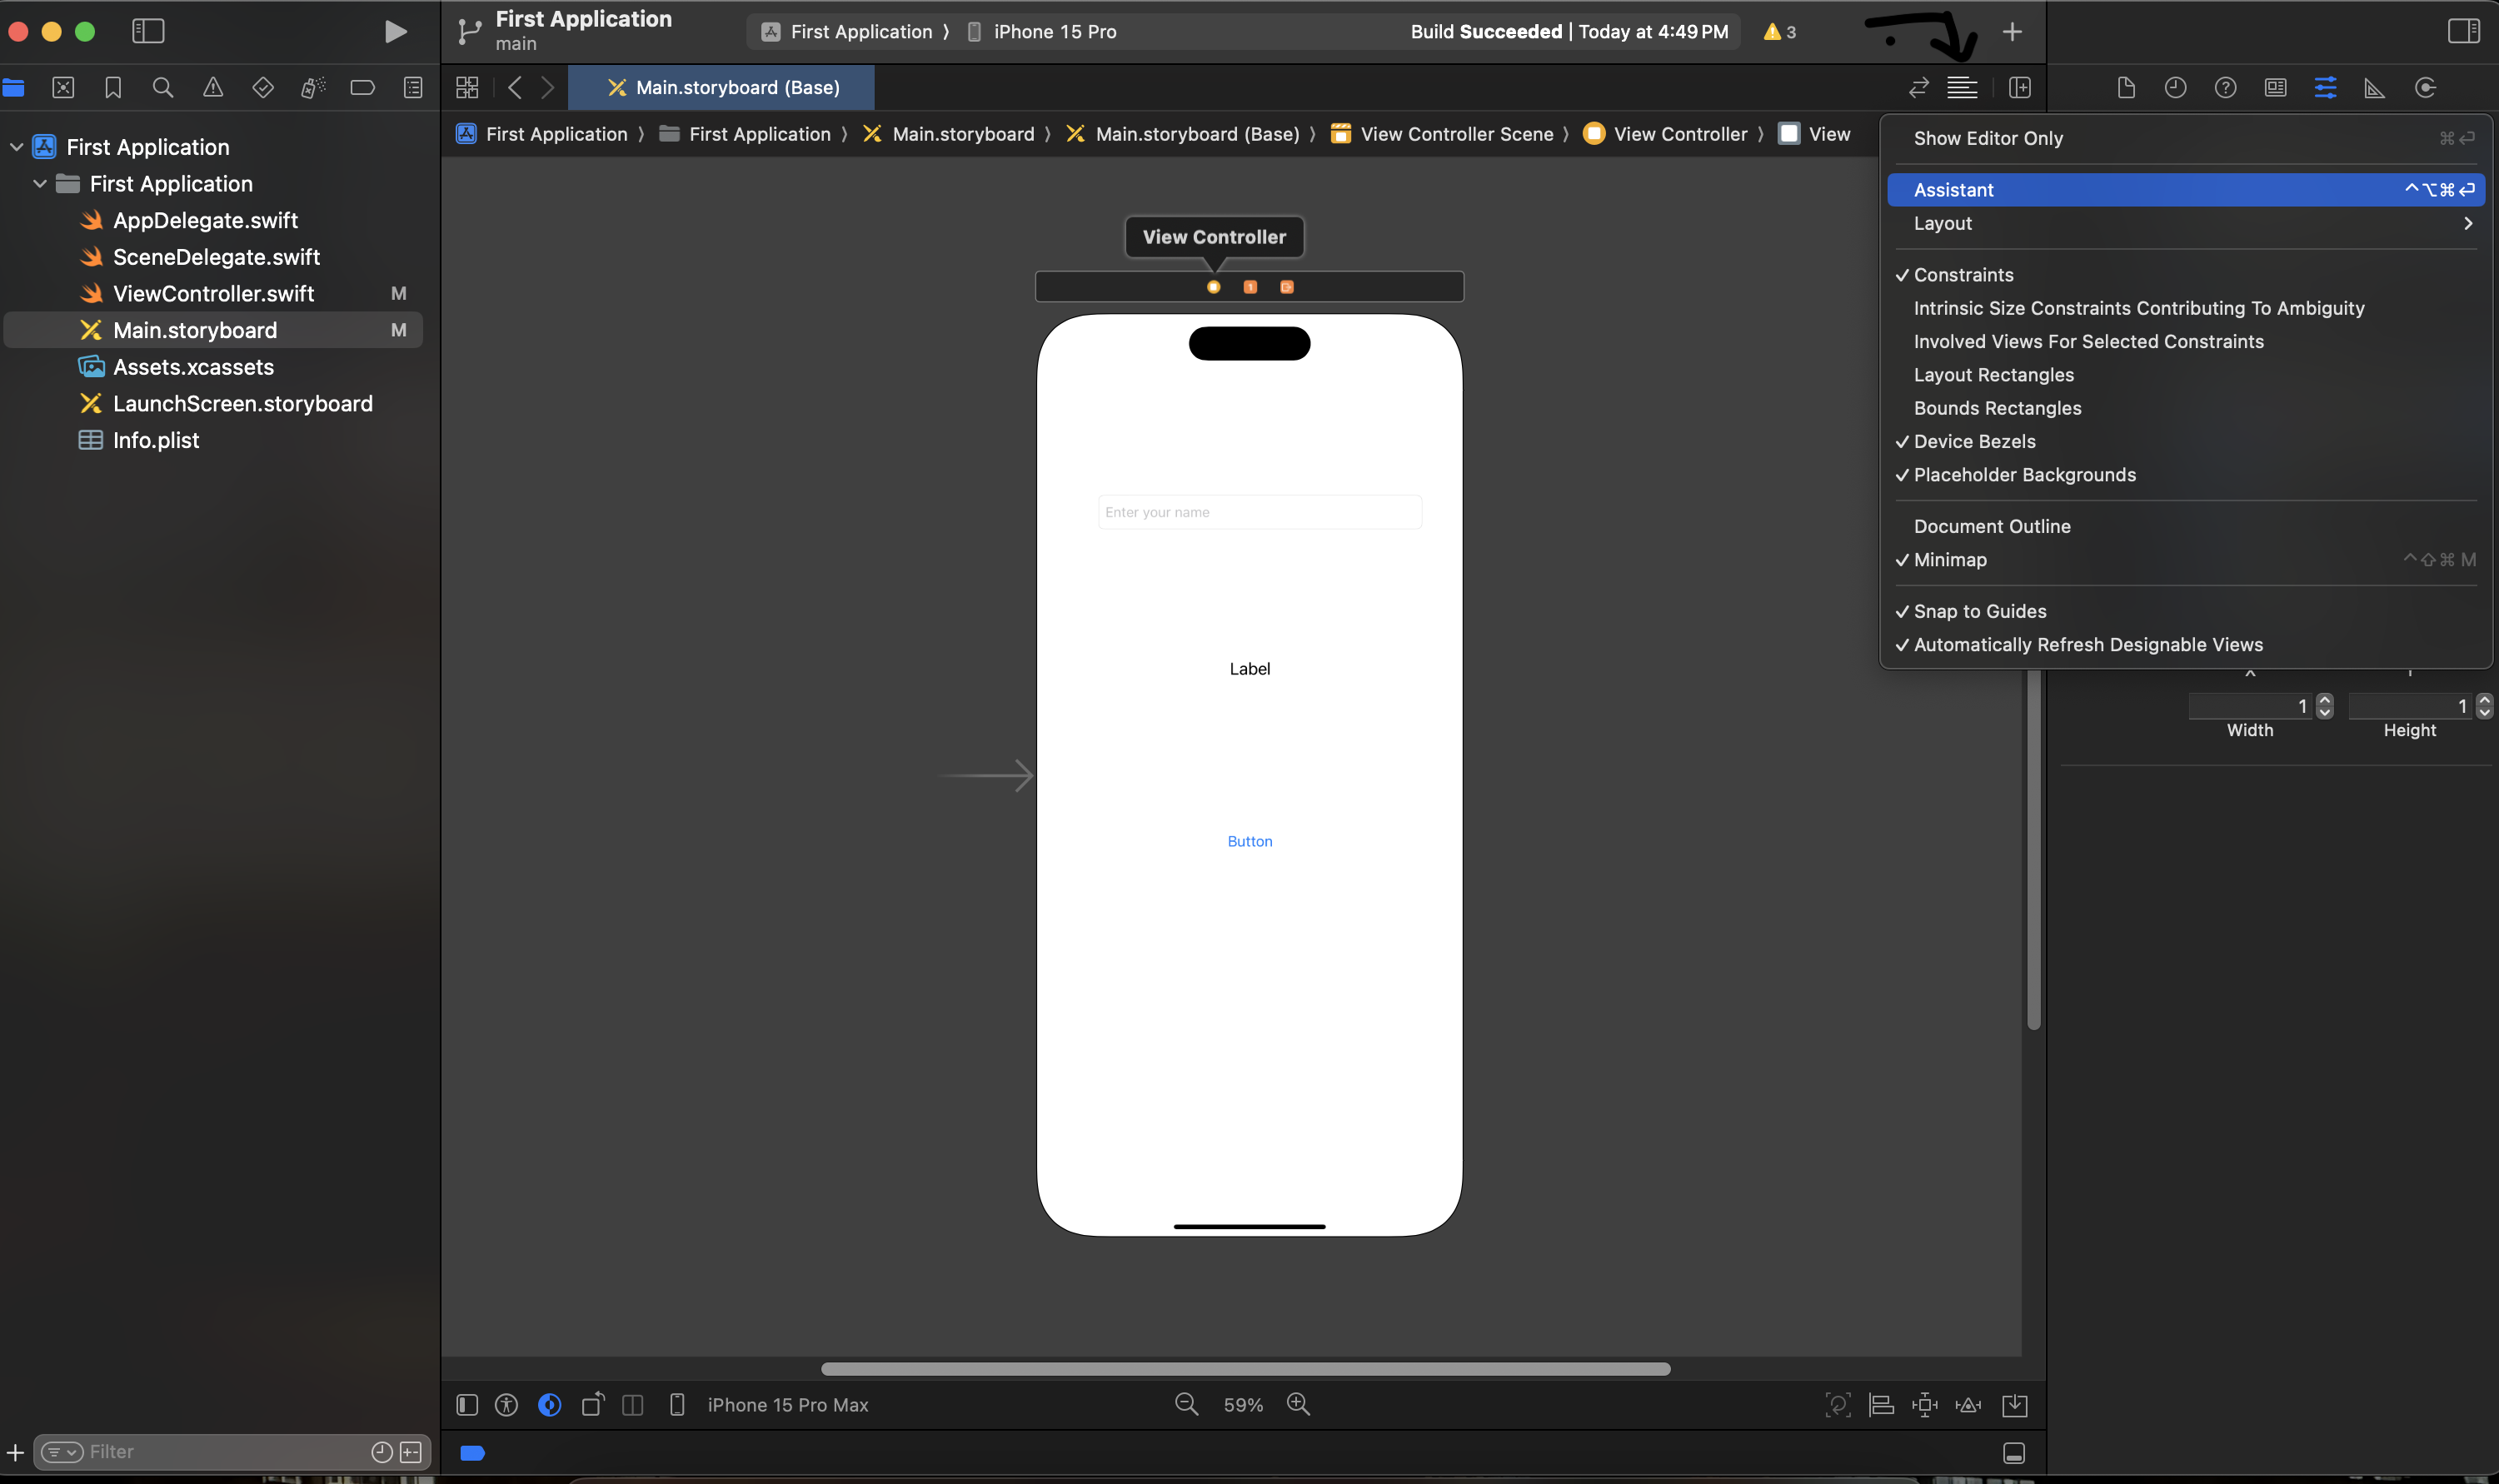 First Application
main
First Application 〉 iPhone 15 Pro
Build Succeeded | Today at 4:49 PM
3
Main.storyboard (Base)
First Application 〉 First Application 〉 Main.storyboard 〉 Main.storyboard (Base) 〉 View Controller Scene 〉 View Controller 〉 View
First Application
First Application
AppDelegate.swift
SceneDelegate.swift
ViewController.swift M
Main.storyboard M
Assets.xcassets
LaunchScreen.storyboard
Info.plist
View Controller
1
Enter your name
Label
Button
Show Editor Only ⌘↩
Assistant ^⌥⌘↩
Layout
✓ Constraints
Intrinsic Size Constraints Contributing To Ambiguity
Involved Views For Selected Constraints
Layout Rectangles
Bounds Rectangles
✓ Device Bezels
✓ Placeholder Backgrounds
Document Outline
✓ Minimap ^⇧⌘M
✓ Snap to Guides
✓ Automatically Refresh Designable Views
1 1
Width Height
iPhone 15 Pro Max
59%
Filter